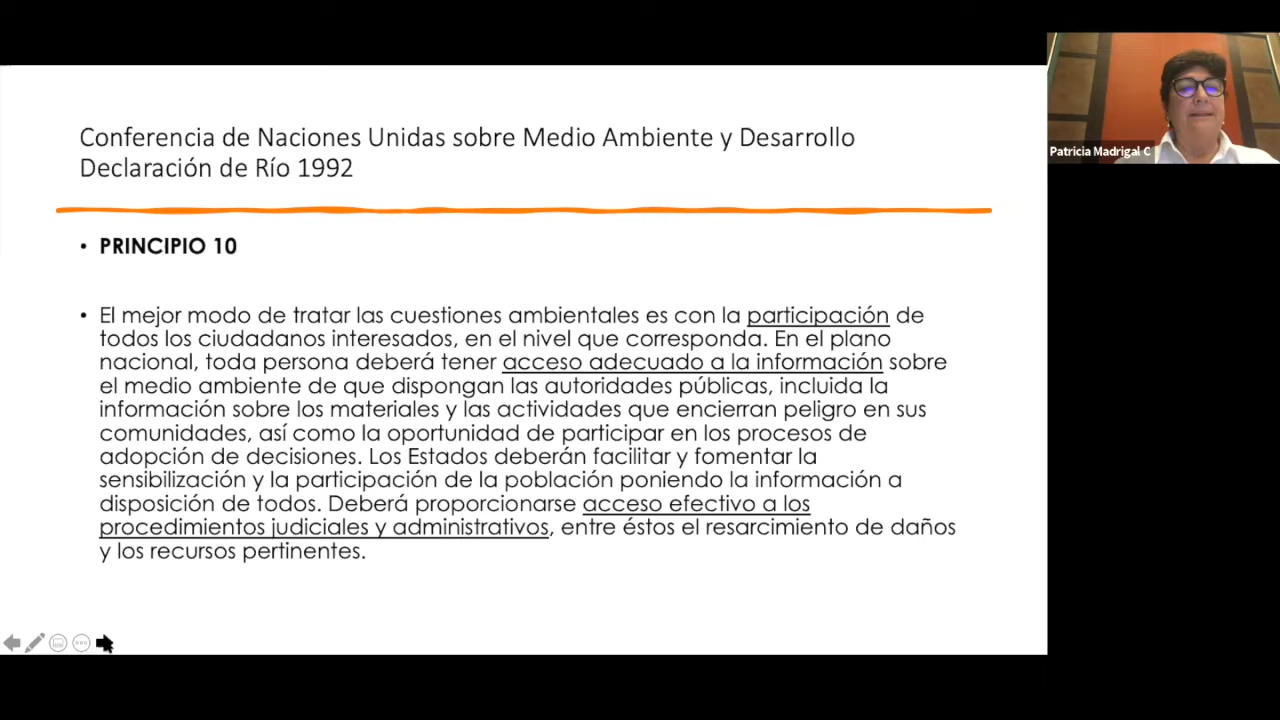 Conferencia de Naciones Unidas sobre Medio Ambiente y Desarrollo
Declaración de Río 1992
• PRINCIPIO 10
• El mejor modo de tratar las cuestiones ambientales es con la participación de
todos los ciudadanos interesados, en el nivel que corresponda. En el plano
nacional, toda persona deberá tener acceso adecuado a la información sobre
el medio ambiente de que dispongan las autoridades públicas, incluida la
información sobre los materiales y las actividades que encierran peligro en sus
comunidades, así como la oportunidad de participar en los procesos de
adopción de decisiones. Los Estados deberán facilitar y fomentar la
sensibilización y la participación de la población poniendo la información a
disposición de todos. Deberá proporcionarse acceso efectivo a los
procedimientos judiciales y administrativos, entre éstos el resarcimiento de daños
y los recursos pertinentes.
Patricia Madrigal C